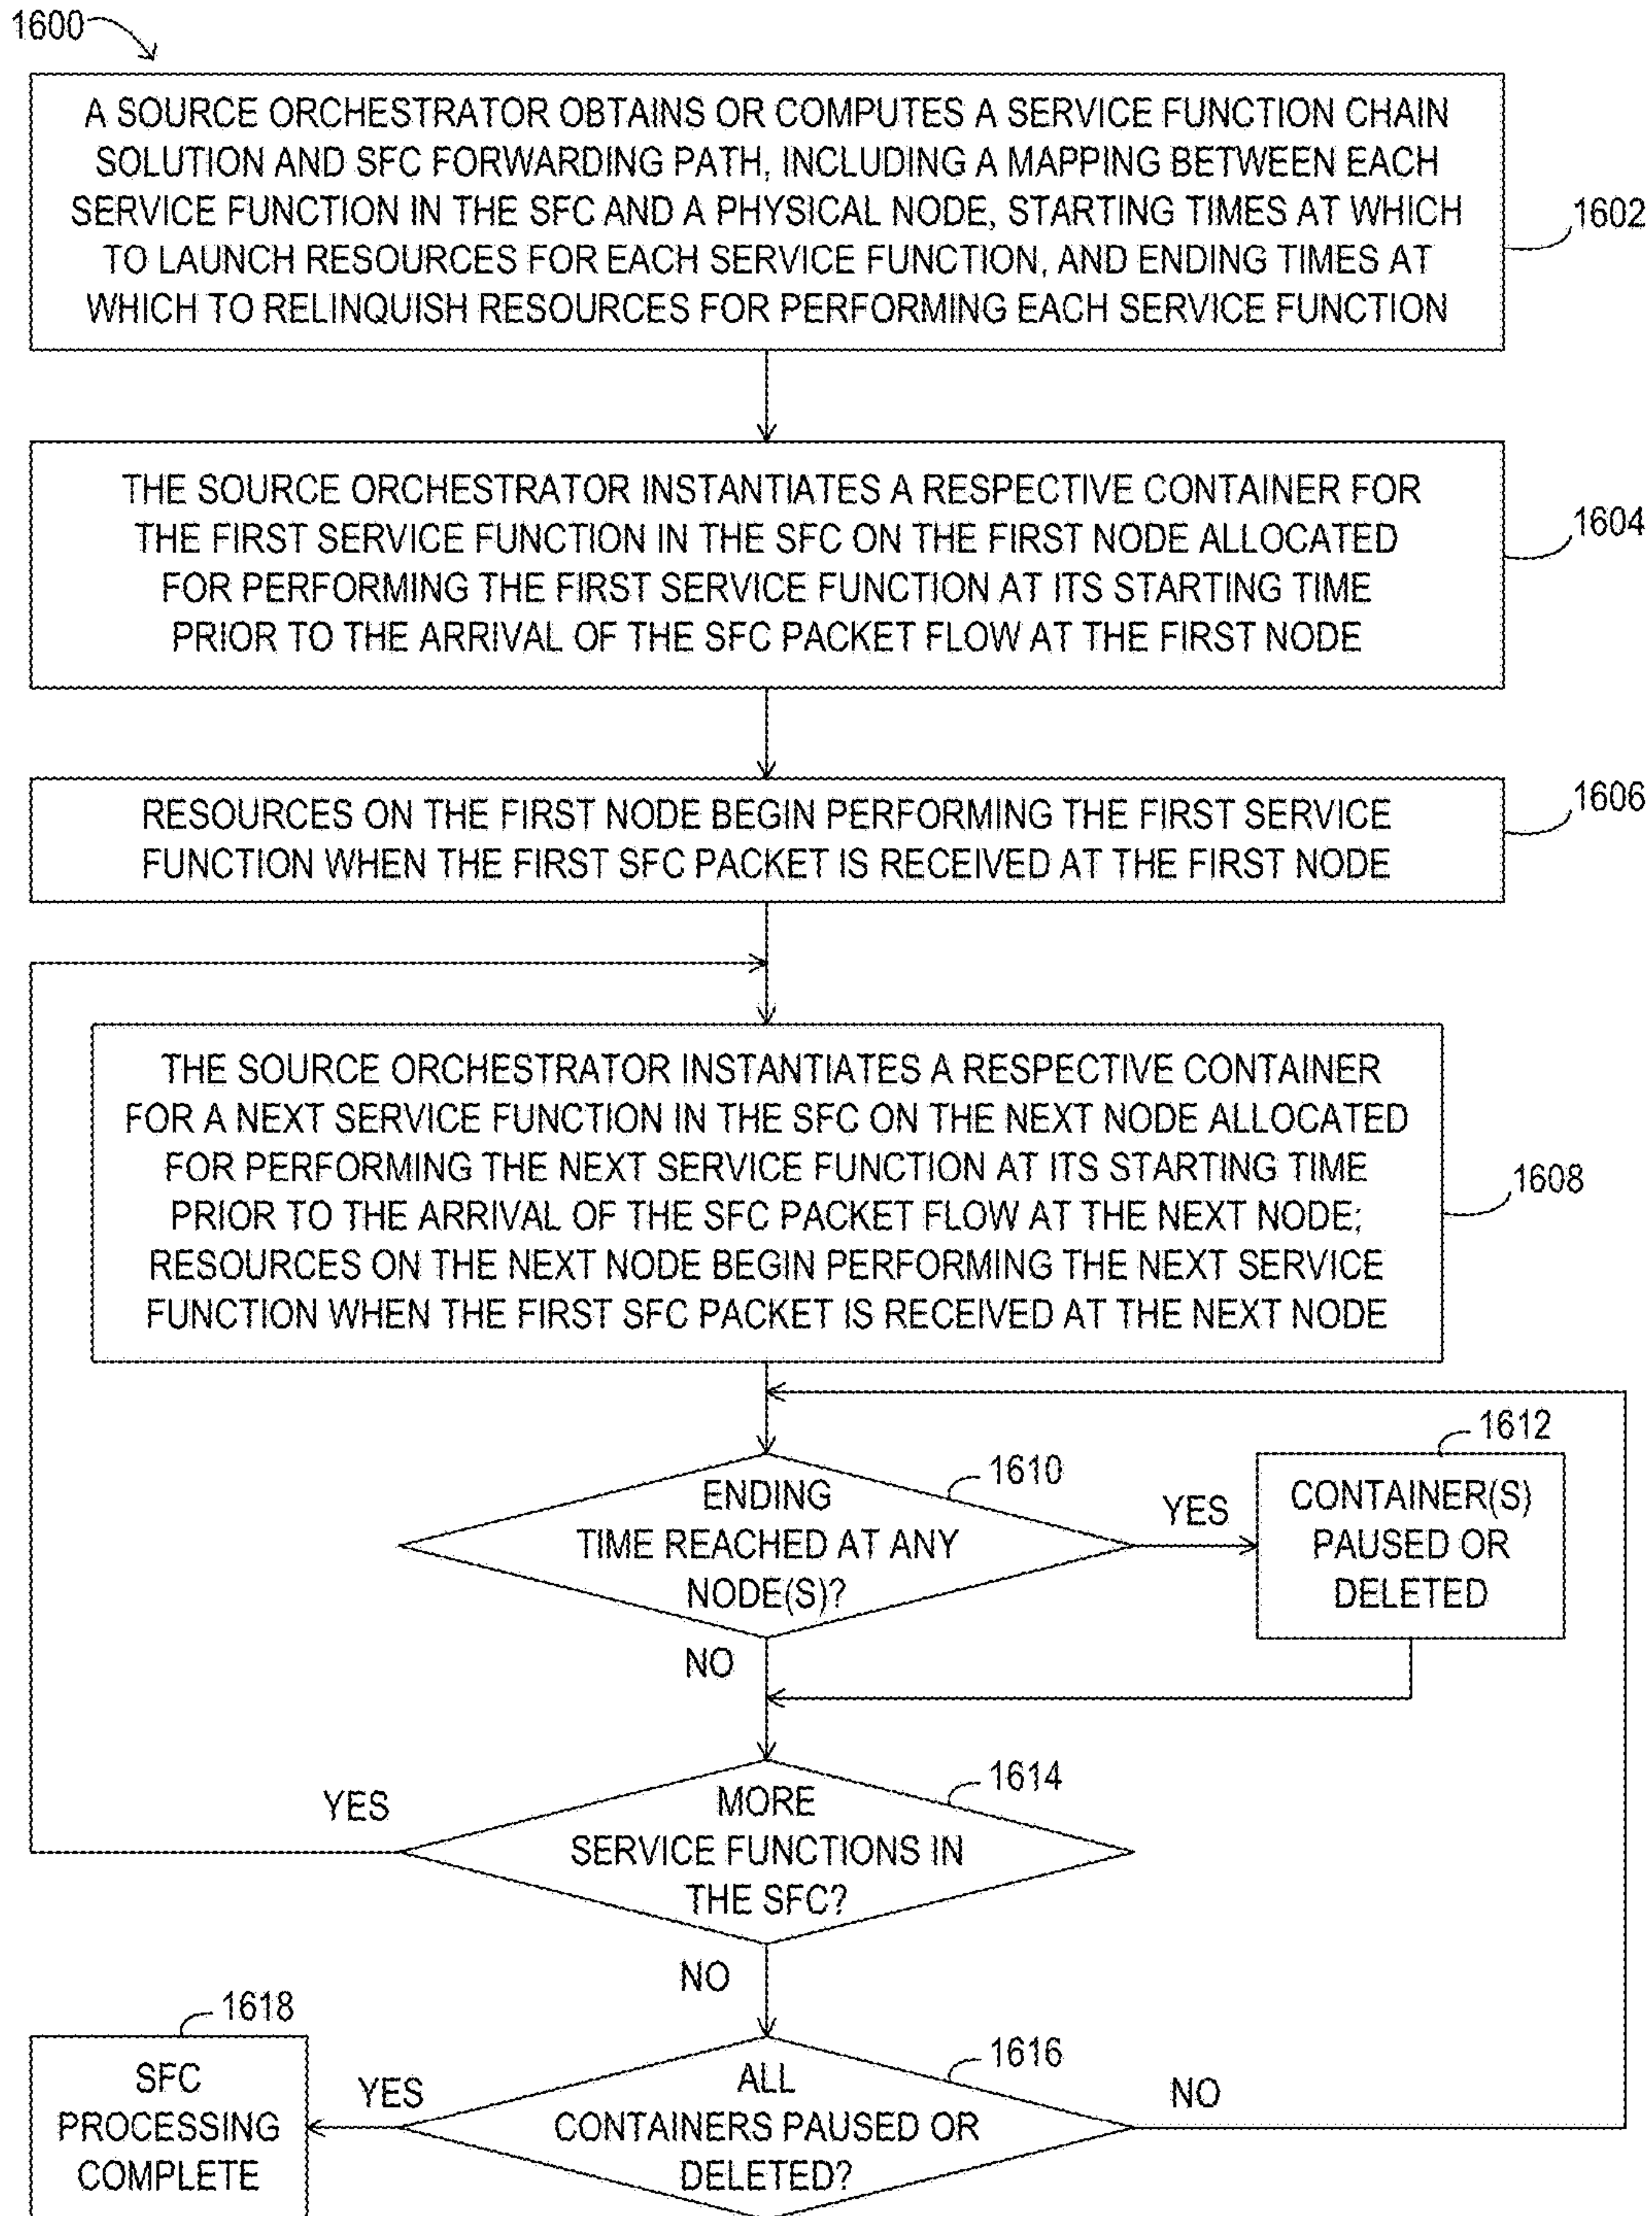 1600
A SOURCE ORCHESTRATOR OBTAINS OR COMPUTES A SERVICE FUNCTION CHAIN
SOLUTION AND SFC FORWARDING PATH, INCLUDING A MAPPING BETWEEN EACH
SERVICE FUNCTION IN THE SFC AND A PHYSICAL NODE, STARTING TIMES AT WHICH
TO LAUNCH RESOURCES FOR EACH SERVICE FUNCTION, AND ENDING TIMES AT
WHICH TO RELINQUISH RESOURCES FOR PERFORMING EACH SERVICE FUNCTION
1602
THE SOURCE ORCHESTRATOR INSTANTIATES A RESPECTIVE CONTAINER FOR
THE FIRST SERVICE FUNCTION IN THE SFC ON THE FIRST NODE ALLOCATED
FOR PERFORMING THE FIRST SERVICE FUNCTION AT ITS STARTING TIME
PRIOR TO THE ARRIVAL OF THE SFC PACKET FLOW AT THE FIRST NODE
1604
RESOURCES ON THE FIRST NODE BEGIN PERFORMING THE FIRST SERVICE
FUNCTION WHEN THE FIRST SFC PACKET IS RECEIVED AT THE FIRST NODE
1606
THE SOURCE ORCHESTRATOR INSTANTIATES A RESPECTIVE CONTAINER
FOR A NEXT SERVICE FUNCTION IN THE SFC ON THE NEXT NODE ALLOCATED
FOR PERFORMING THE NEXT SERVICE FUNCTION AT ITS STARTING TIME
PRIOR TO THE ARRIVAL OF THE SFC PACKET FLOW AT THE NEXT NODE;
RESOURCES ON THE NEXT NODE BEGIN PERFORMING THE NEXT SERVICE
FUNCTION WHEN THE FIRST SFC PACKET IS RECEIVED AT THE NEXT NODE
1608
ENDING
TIME REACHED AT ANY
NODE(S)?
1610
YES
1612
CONTAINER(S)
PAUSED OR
DELETED
NO
MORE
SERVICE FUNCTIONS IN
THE SFC?
1614
YES
NO
ALL
CONTAINERS PAUSED OR
DELETED?
1616
NO
YES
1618
SFC
PROCESSING
COMPLETE